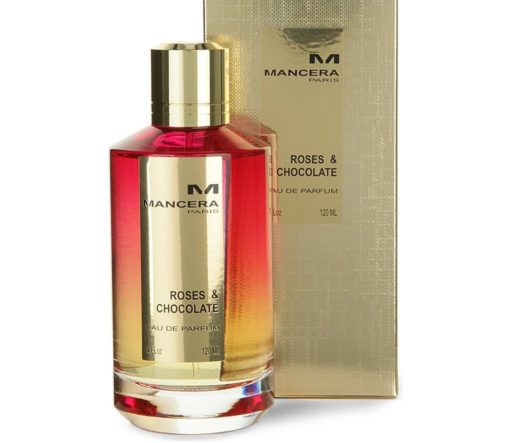 M
MANCERA
PARIS
ROSES &
CHOCOLATE
EAU DE PARFUM
120 ML
M
MANCERA
PARIS
ROSES &
CHOCOLATE
EAU DE PARFUM
120 ML